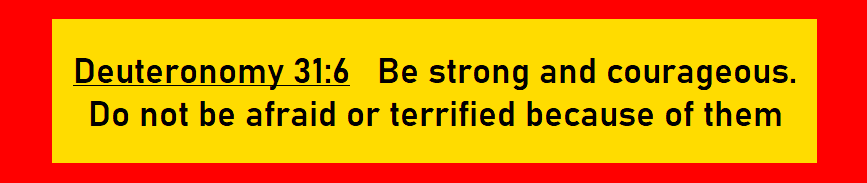 Deuteronomy 31:6 Be strong and courageous.
Do not be afraid or terrified because of them